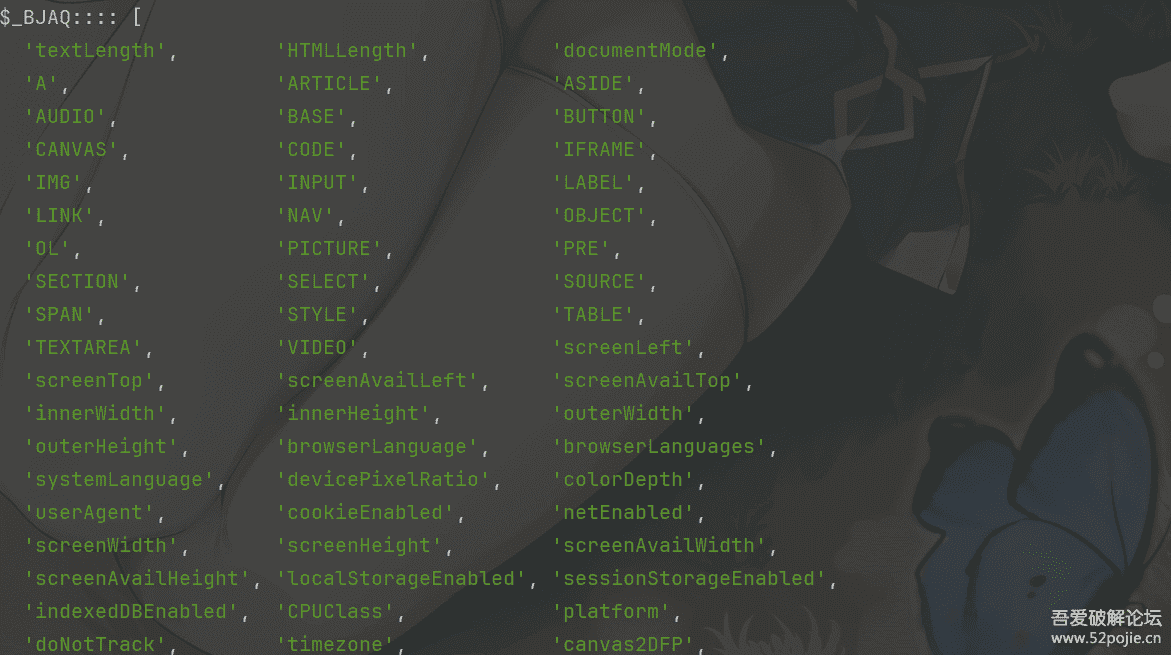 $_BJAQ:::: [
'textLength', 'HTMLLength', 'documentMode',
'A', 'ARTICLE', 'ASIDE',
'AUDIO', 'BASE', 'BUTTON',
'CANVAS', 'CODE', 'IFRAME',
'IMG', 'INPUT', 'LABEL',
'LINK', 'NAV', 'OBJECT',
'OL', 'PICTURE', 'PRE',
'SECTION', 'SELECT', 'SOURCE',
'SPAN', 'STYLE', 'TABLE',
'TEXTAREA', 'VIDEO', 'screenLeft',
'screenTop', 'screenAvailLeft', 'screenAvailTop',
'innerWidth', 'innerHeight', 'outerWidth',
'outerHeight', 'browserLanguage', 'browserLanguages',
'systemLanguage', 'devicePixelRatio', 'colorDepth',
'userAgent', 'cookieEnabled', 'netEnabled',
'screenWidth', 'screenHeight', 'screenAvailWidth',
'screenAvailHeight', 'localStorageEnabled', 'sessionStorageEnabled',
'indexedDBEnabled', 'CPUClass', 'platform',
'doNotTrack', 'timezone', 'canvas2DFP',
吾爱破解论坛
www.52pojie.cn